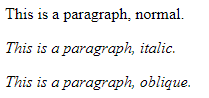 This is a paragraph, normal.
This is a paragraph, italic.
This is a paragraph, oblique.